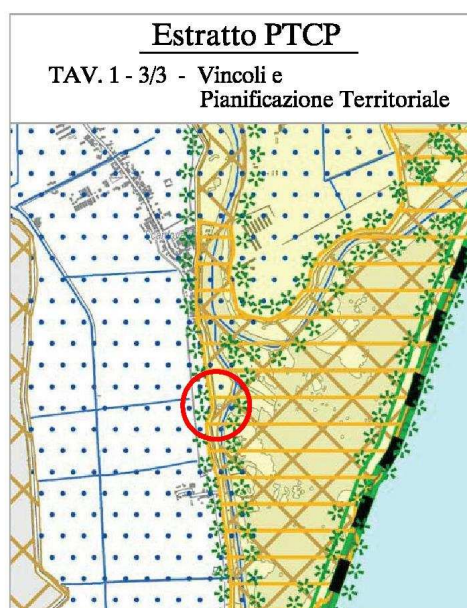 Estratto PTCP
TAV. 1 - 3/3 - Vincoli e
Pianificazione Territoriale